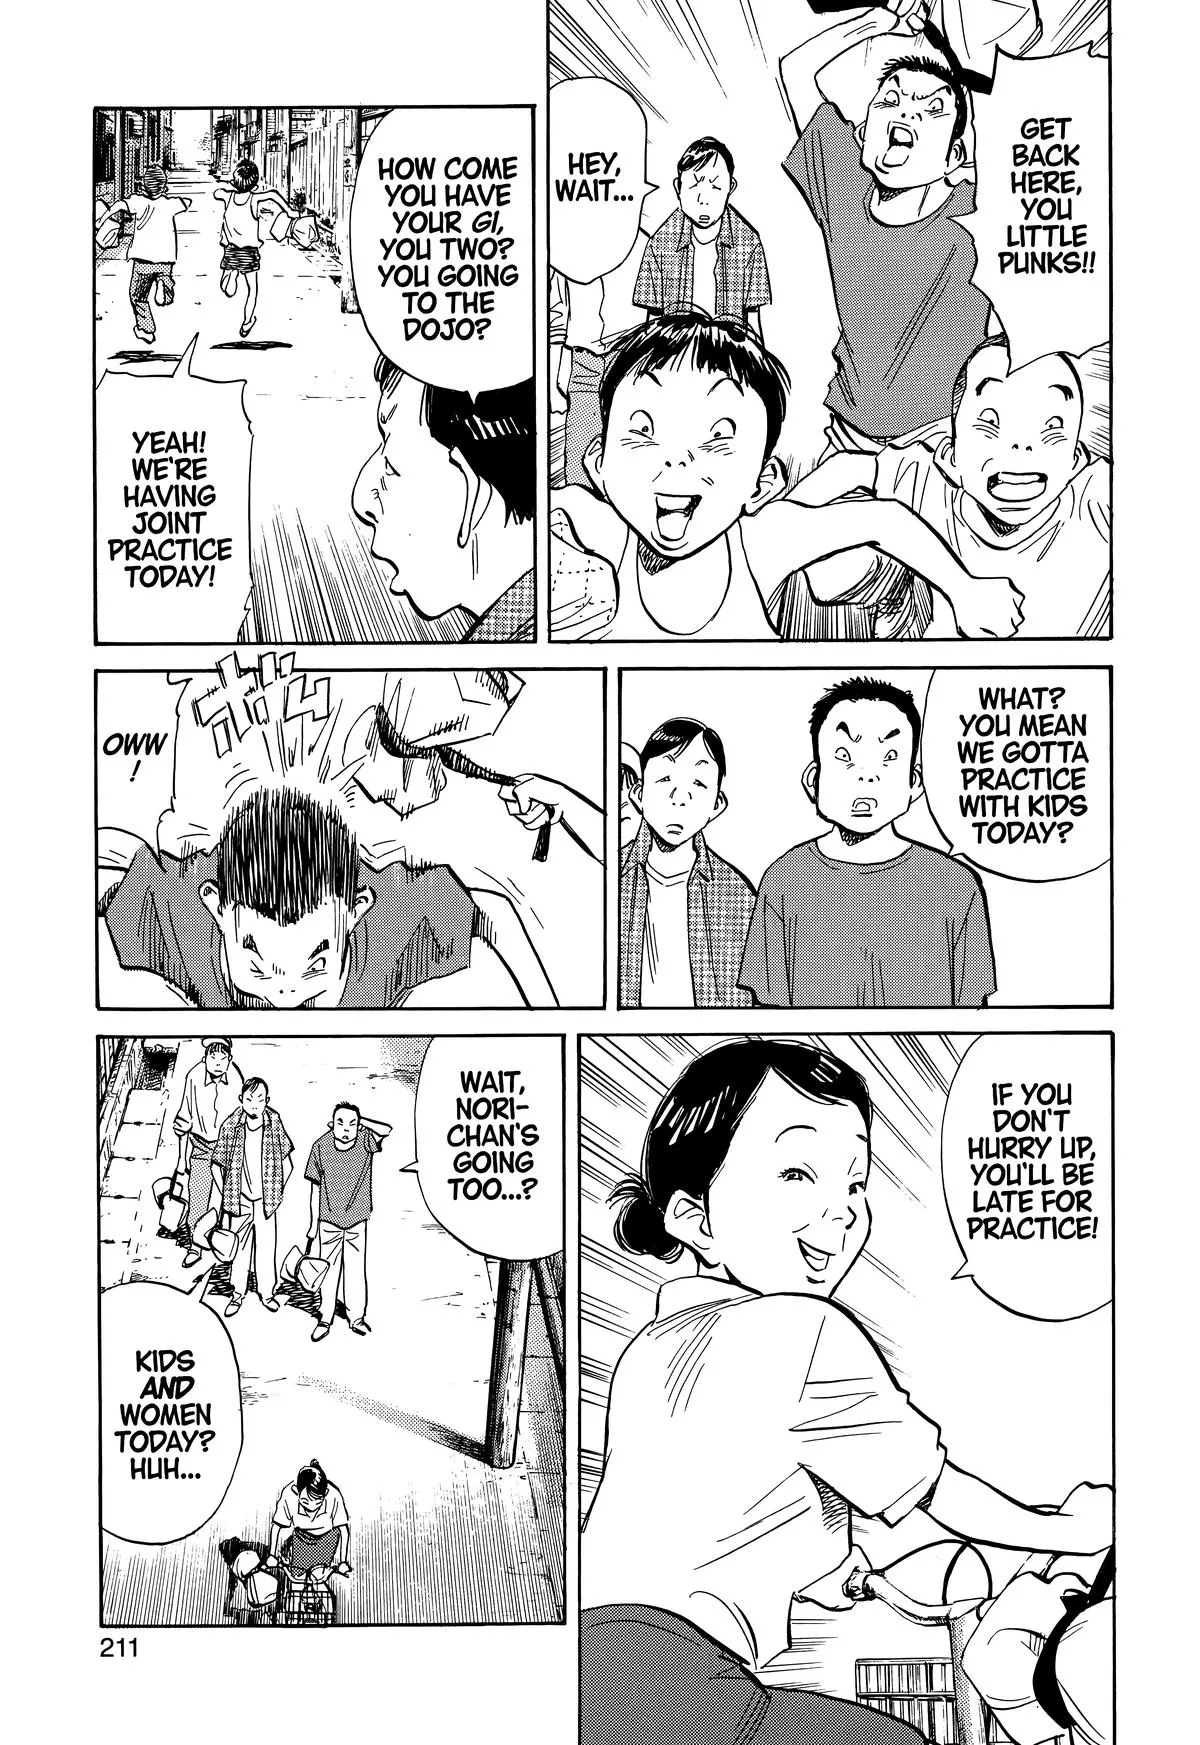 GET
BACK
HERE,
YOU
LITTLE
PUNKS!!
HEY,
WAIT...
HOW COME
YOU HAVE
YOUR GI,
YOU TWO?
YOU GOING
TO THE
DOJO?
YEAH!
WE'RE
HAVING
JOINT
PRACTICE
TODAY!
WHAT?
YOU MEAN
WE GOTTA
PRACTICE
WITH KIDS
TODAY?
OWW
!
IF YOU
DON'T
HURRY UP,
YOU'LL BE
LATE FOR
PRACTICE!
WAIT,
NORI-
CHAN'S
GOING
TOO...?
KIDS
AND
WOMEN
TODAY?
HUH...
211